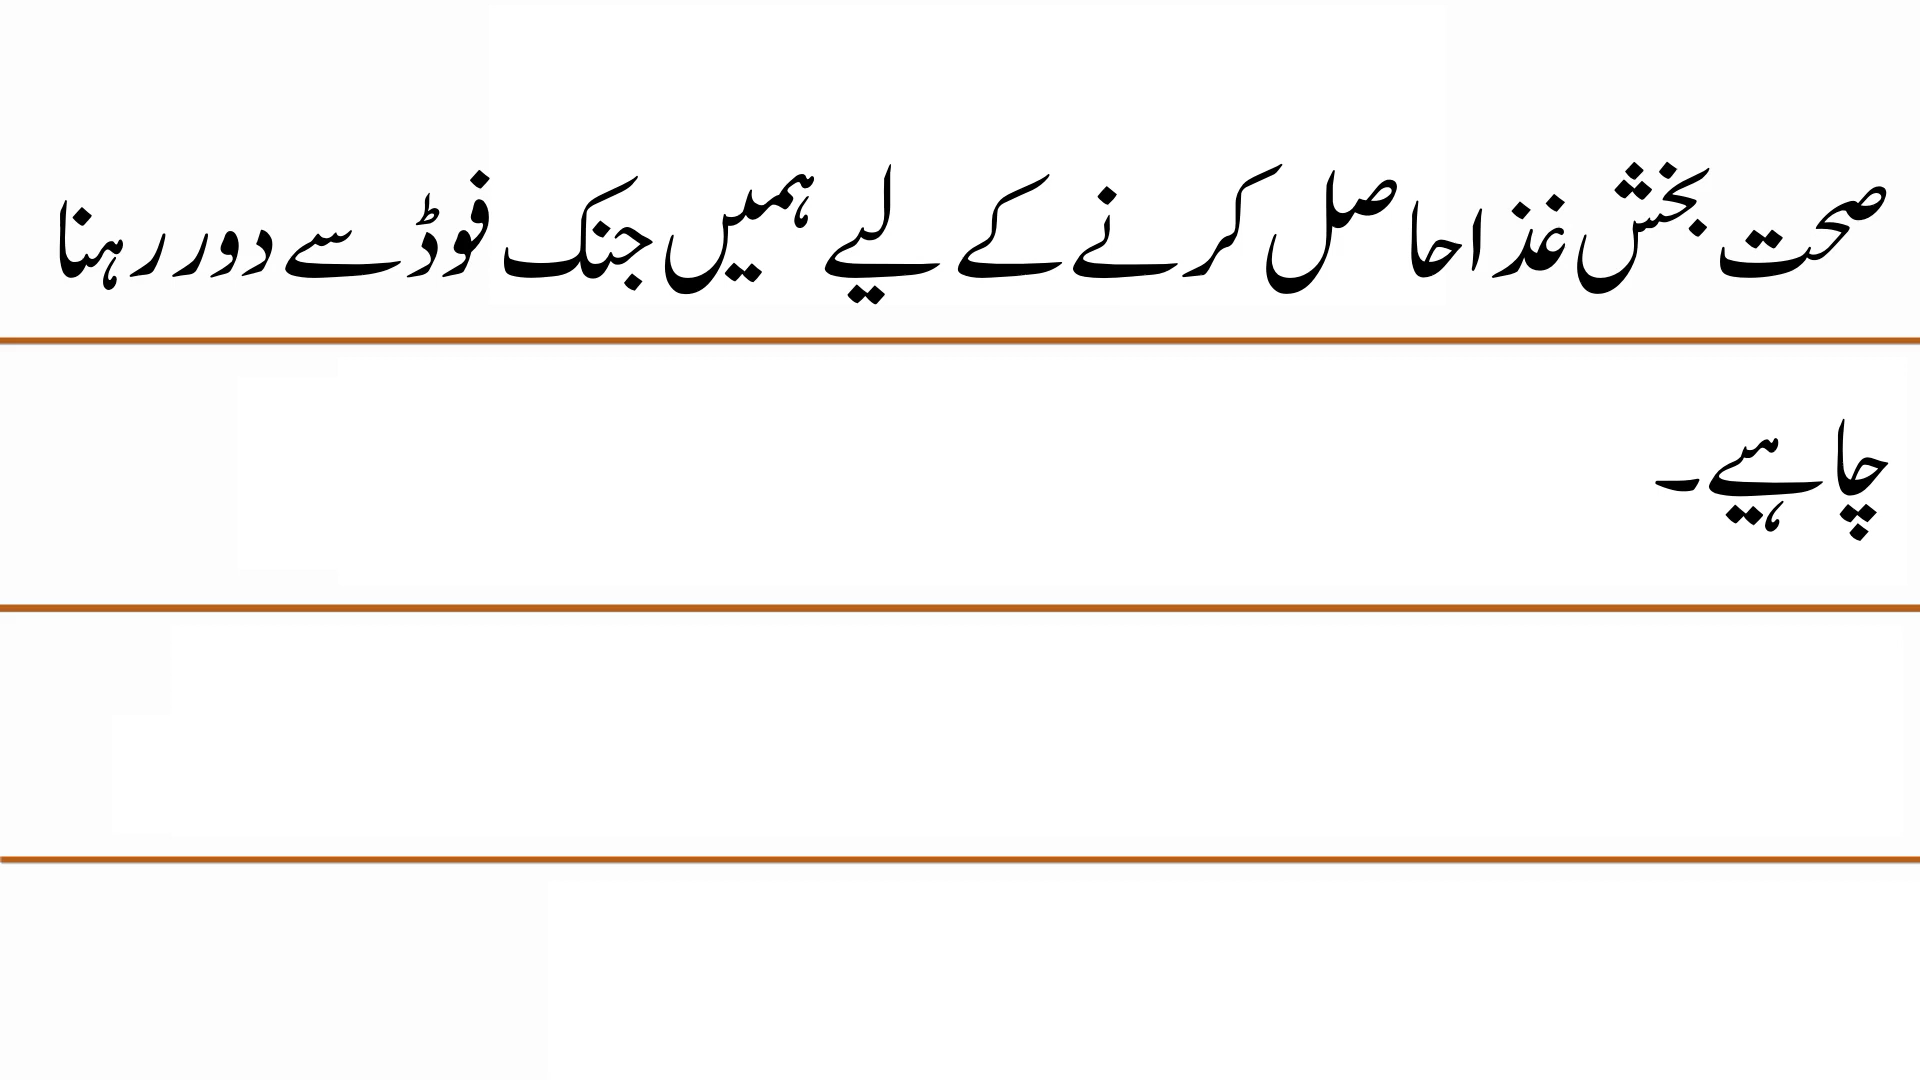 صحت بخش غذا حاصل کرنے کے لیے ہمیں جنک فوڈ سے دور رہنا
چاہیے۔